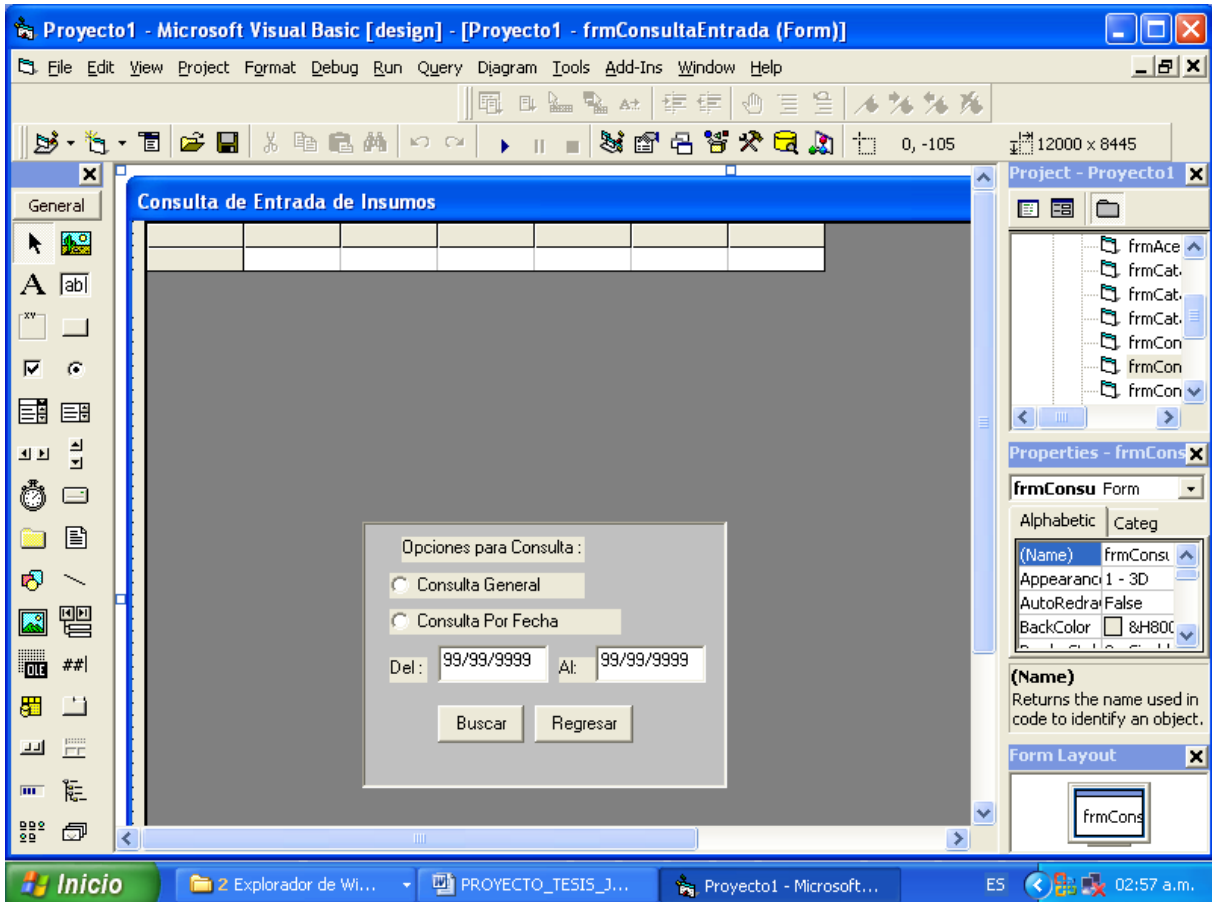 Proyecto1 - Microsoft Visual Basic [design] - [Proyecto1 - frmConsultaEntrada (Form)]
File Edit View Project Format Debug Run Query Diagram Tools Add-Ins Window Help
0, -105
12000 x 8445
General
A
ab
xv
OLE
##
Consulta de Entrada de Insumos
Opciones para Consulta :
Consulta General
Consulta Por Fecha
Del :
99/99/9999
Al:
99/99/9999
Buscar
Regresar
Project - Proyecto1
frmAce
frmCat
frmCat
frmCat
frmCon
frmCon
frmCon
Properties - frmCons
frmConsu Form
Alphabetic
Categ
(Name)
frmConsu
Appearanc
1 - 3D
AutoRedra
False
BackColor
&H800
(Name)
Returns the name used in
code to identify an object.
Form Layout
frmCons
Inicio
2 Explorador de Wi...
PROYECTO_TESIS_J...
Proyecto1 - Microsoft...
ES
02:57 a.m.